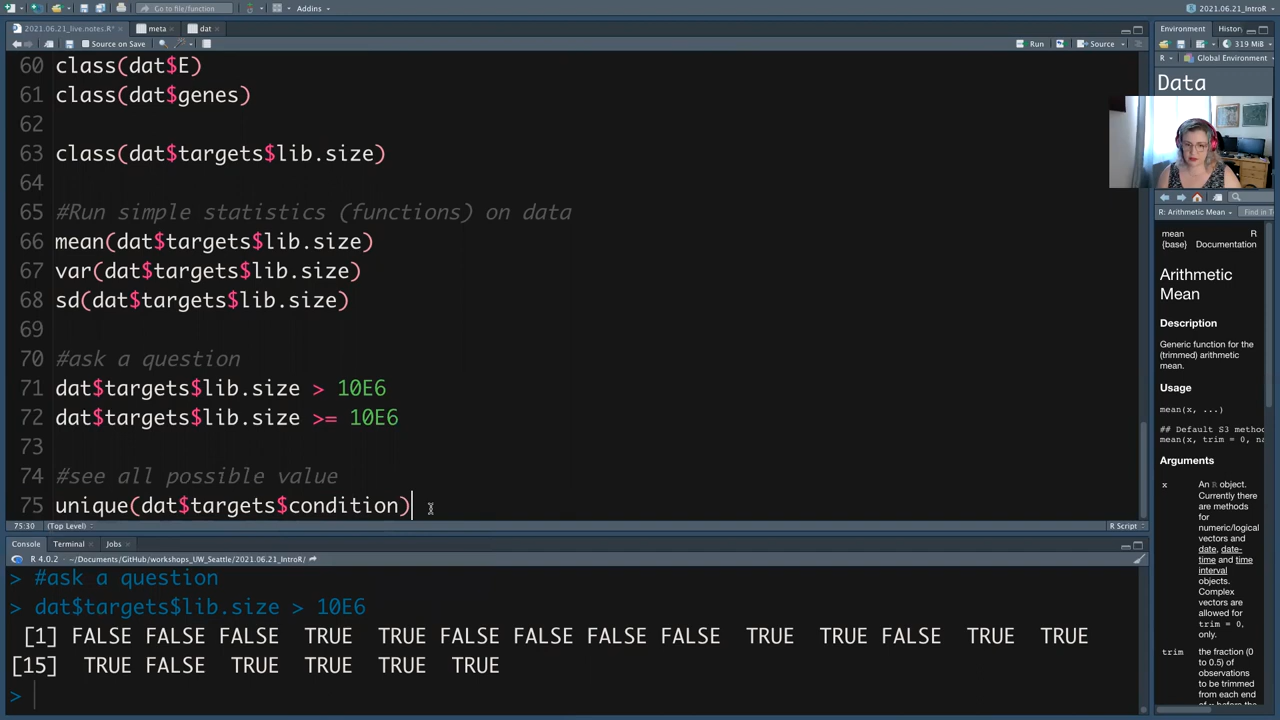 Go to file/function
Addins
2021.06.21_IntroR
2021.06.21_live.notes.R*
meta
dat
Source on Save
Run
Source
60 class(dat$E)
61 class(dat$genes)
62
63 class(dat$targets$lib.size)
64
65 #Run simple statistics (functions) on data
66 mean(dat$targets$lib.size)
67 var(dat$targets$lib.size)
68 sd(dat$targets$lib.size)
69
70 #ask a question
71 dat$targets$lib.size > 10E6
72 dat$targets$lib.size >= 10E6
73
74 #see all possible value
75 unique(dat$targets$condition)
75:30 (Top Level)
R Script
Console Terminal Jobs
R 4.0.2 · ~/Documents/GitHub/workshops_UW_Seattle/2021.06.21_IntroR/
> #ask a question
> dat$targets$lib.size > 10E6
[1] FALSE FALSE FALSE TRUE TRUE FALSE FALSE FALSE FALSE TRUE TRUE FALSE TRUE TRUE
[15] TRUE FALSE TRUE TRUE TRUE TRUE
>
Environment
Histor
319 MiB
R
Global Environment
Data
R: Arithmetic Mean
Find in T
mean R
{base} Documentation
Arithmetic
Mean
Description
Generic function for the
(trimmed) arithmetic
mean.
Usage
mean(x, ...)
## Default S3 metho
mean(x, trim = 0, na
Arguments
x An R object.
Currently there
are methods for
numeric/logical
vectors and
date, date-
time and time
interval
objects.
Complex
vectors are
allowed for
trim = 0,
only.
trim the fraction (0
to 0.5) of
observations
to be trimmed
from each end